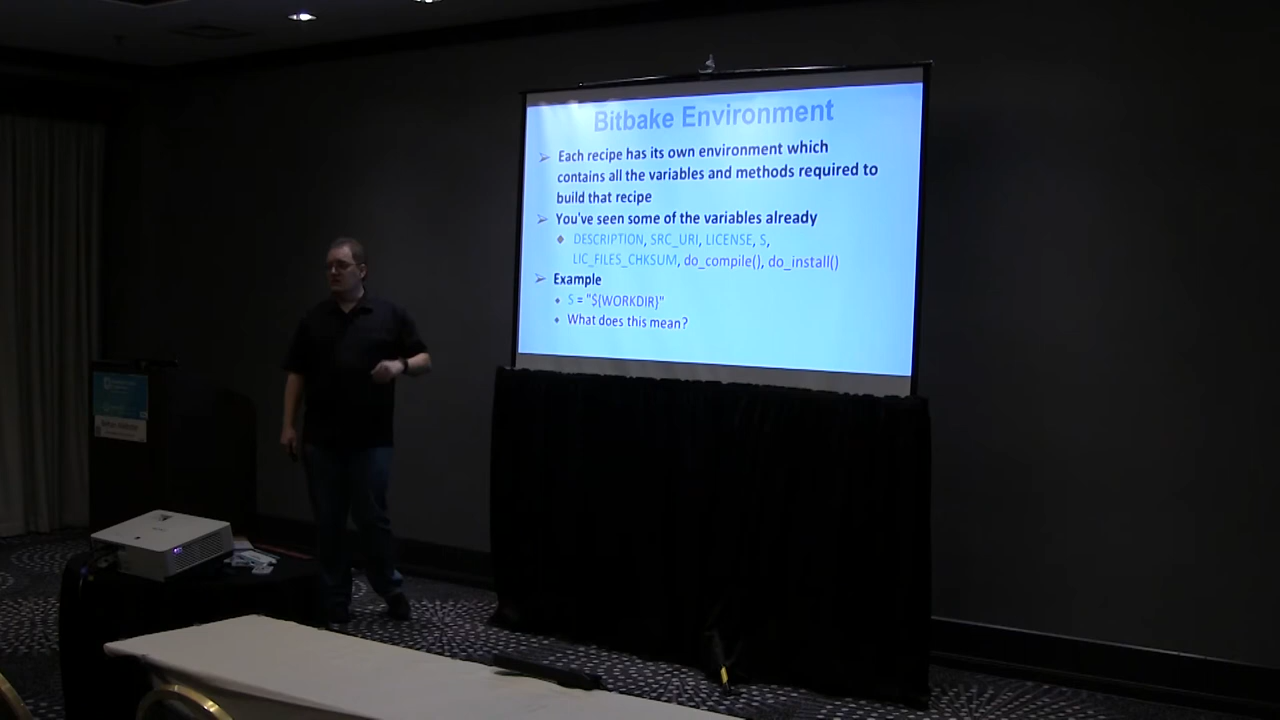 Bitbake Environment
Each recipe has its own environment which
contains all the variables and methods required to
build that recipe
You've seen some of the variables already
DESCRIPTION, SRC_URI, LICENSE, S,
LIC_FILES_CHKSUM, do_compile(), do_install()
Example
S = "${WORKDIR}"
What does this mean?